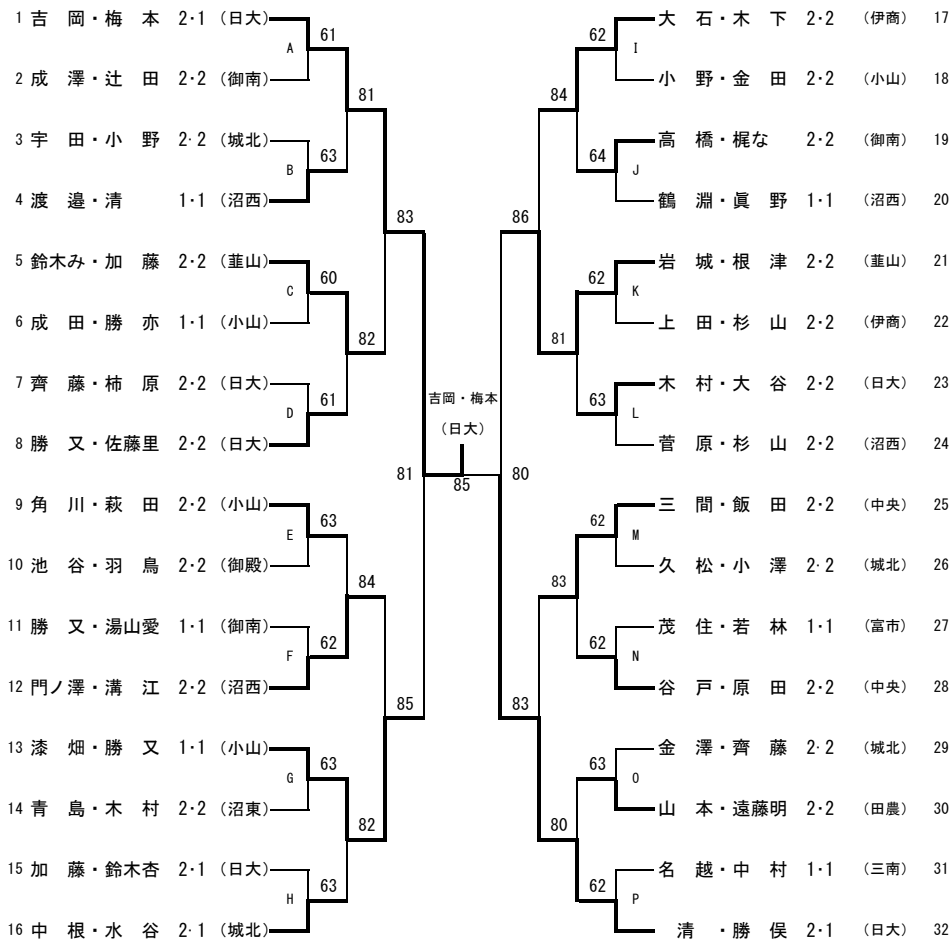 1 吉　岡・梅　本 2・1 (日大)
A 61
2 成　澤・辻　田 2・2 (御南)
81
3 宇　田・小　野 2・2 (城北)
B 63
4 渡　邉・清 1・1 (沼西)
83
5 鈴木み・加　藤 2・2 (韮山)
C 60
6 成　田・勝　亦 1・1 (小山)
82
7 齊　藤・柿　原 2・2 (日大)
D 61
8 勝　又・佐藤里 2・2 (日大)
81
9 角　川・萩　田 2・2 (小山)
E 63
10 池　谷・羽　鳥 2・2 (御殿)
84
11 勝　又・湯山愛 1・1 (御南)
F 62
12 門ノ澤・溝　江 2・2 (沼西)
85
13 漆　畑・勝　又 1・1 (小山)
G 63
14 青　島・木　村 2・2 (沼東)
82
15 加　藤・鈴木杏 2・1 (日大)
H 63
16 中　根・水　谷 2・1 (城北)
吉岡・梅本
(日大)
85
大　石・木　下 2・2 (伊商) 17
62 I
小　野・金　田 2・2 (小山) 18
84
高　橋・梶な 2・2 (御南) 19
64 J
鶴　淵・眞　野 1・1 (沼西) 20
86
岩　城・根　津 2・2 (韮山) 21
62 K
上　田・杉　山 2・2 (伊商) 22
81
木　村・大　谷 2・2 (日大) 23
63 L
菅　原・杉　山 2・2 (沼西) 24
80
三　間・飯　田 2・2 (中央) 25
62 M
久　松・小　澤 2・2 (城北) 26
83
茂　住・若　林 1・1 (富市) 27
62 N
谷　戸・原　田 2・2 (中央) 28
83
金　澤・齊　藤 2・2 (城北) 29
63 O
山　本・遠藤明 2・2 (田農) 30
80
名　越・中　村 1・1 (三南) 31
62 P
清　・勝　俣 2・1 (日大) 32